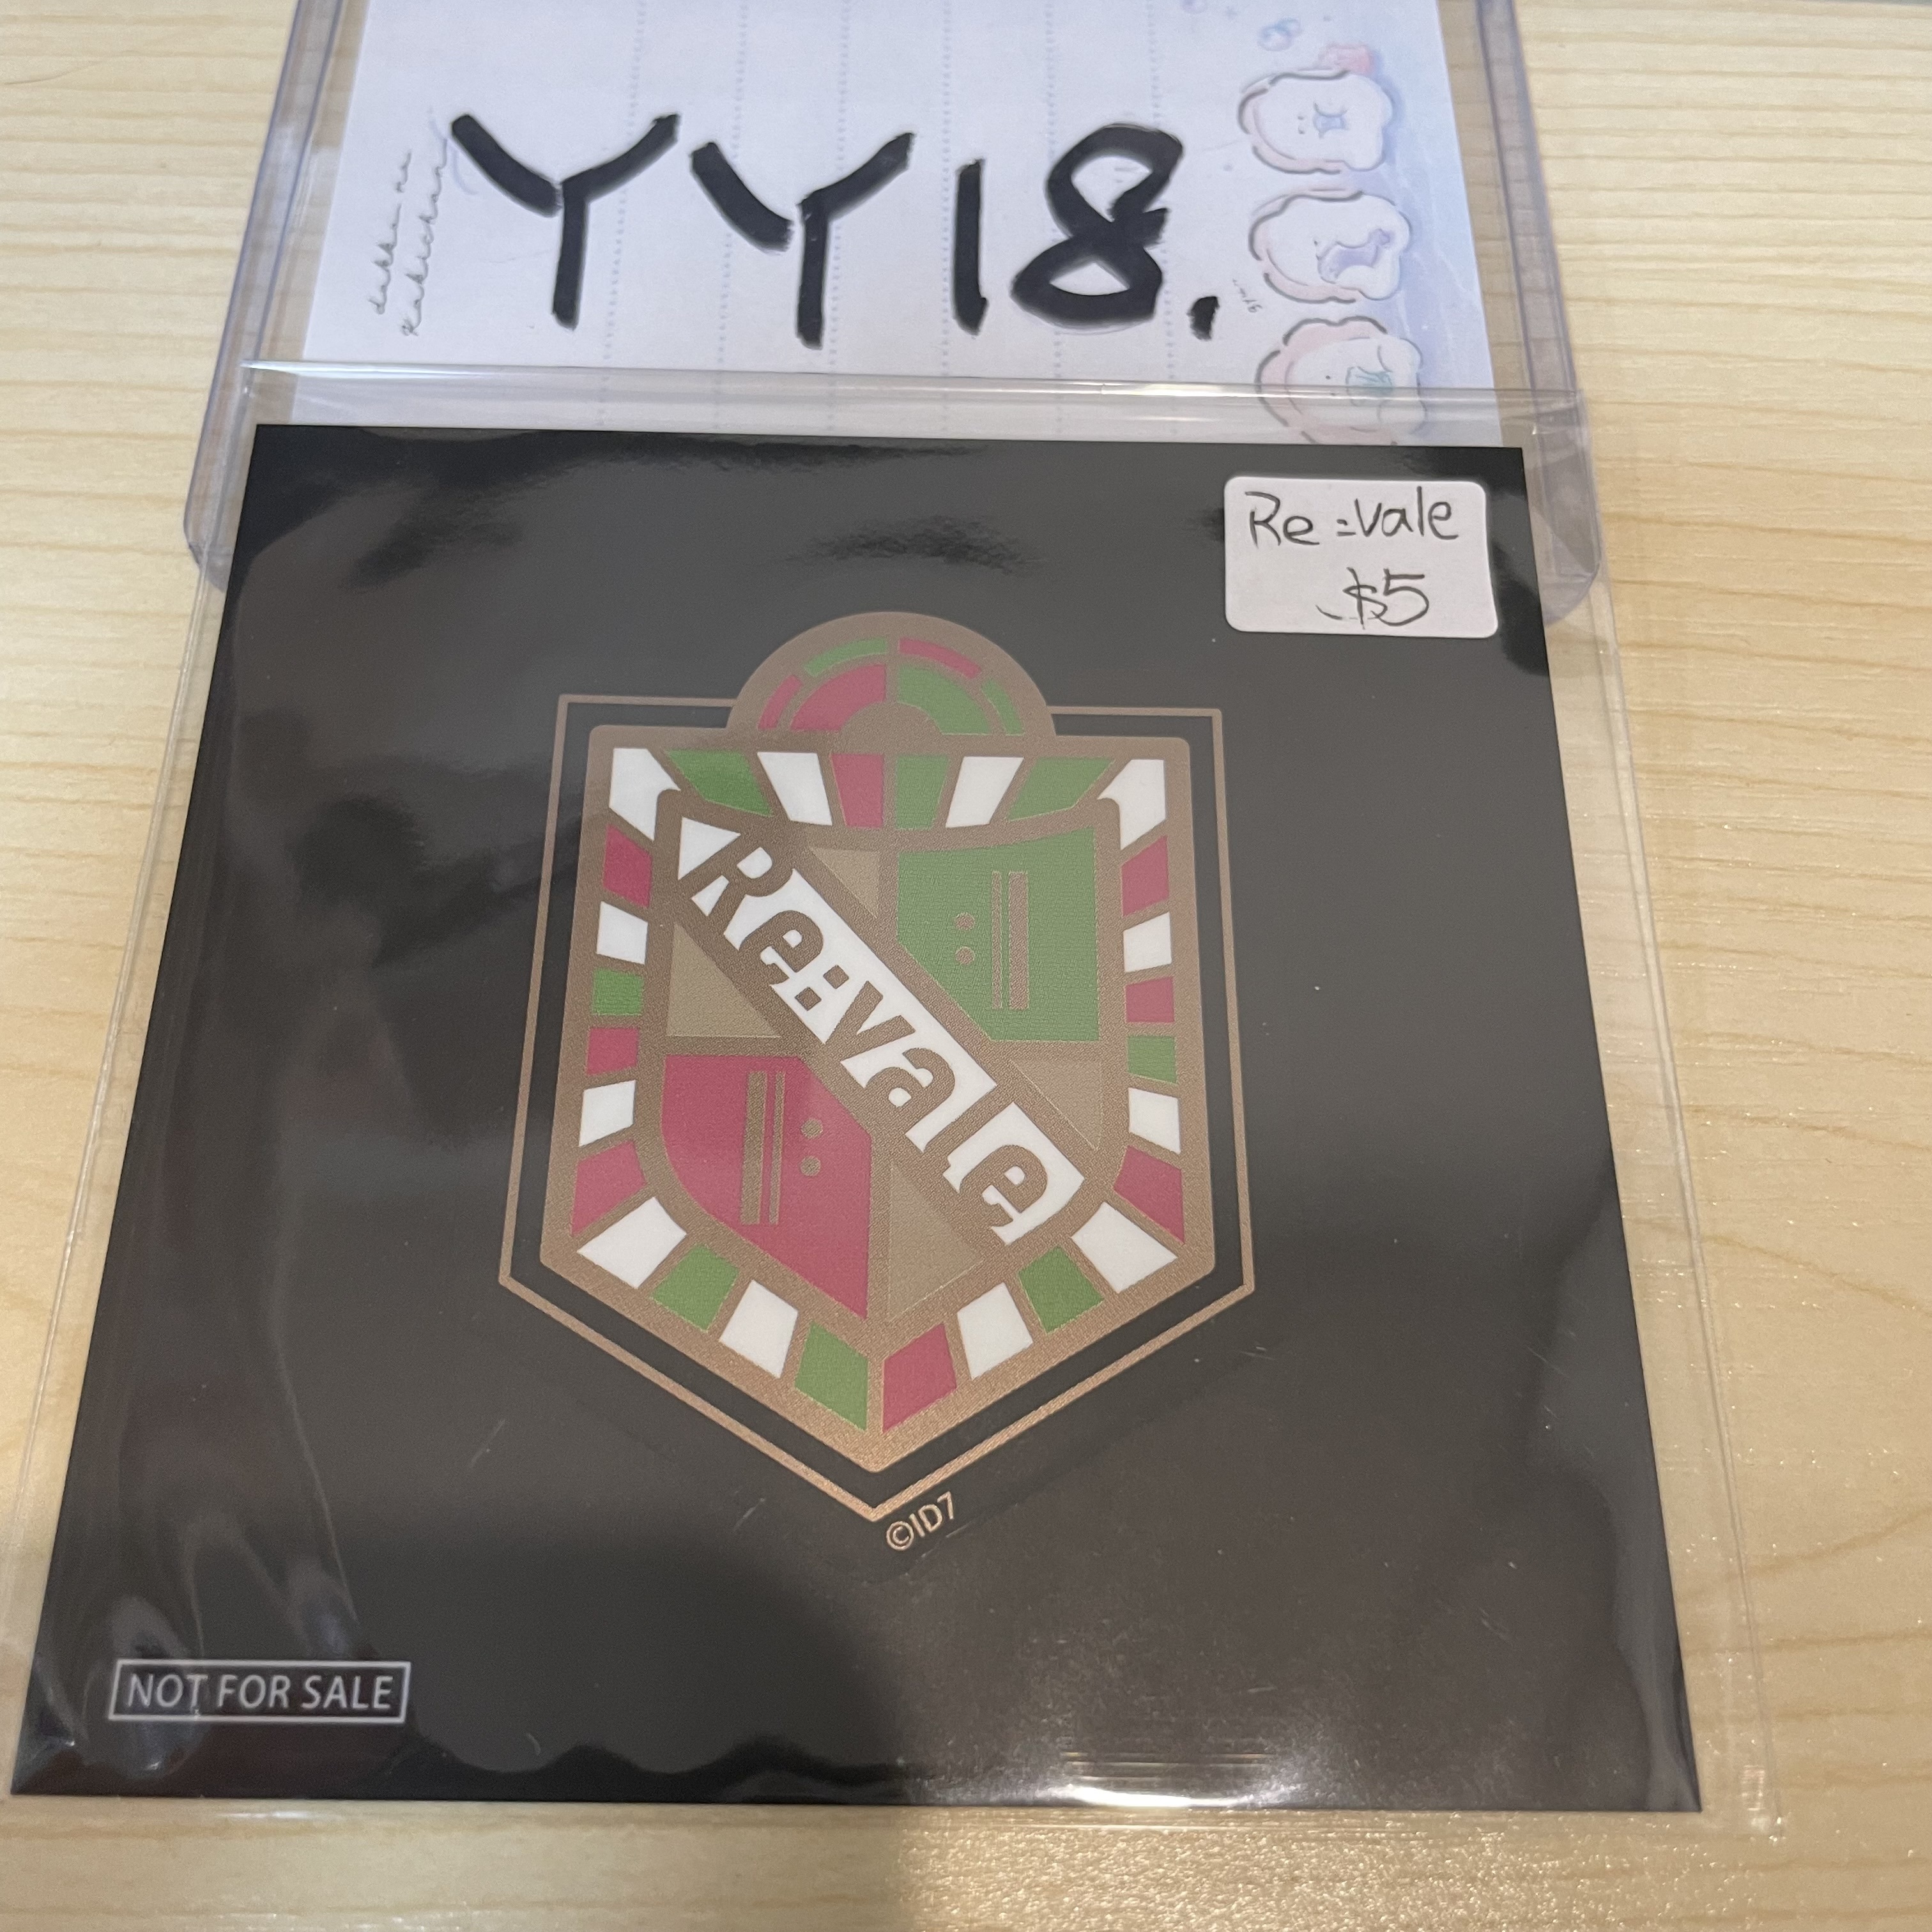 YY18.
Re:vale
$5
Re:vale
©ID7
NOT FOR SALE